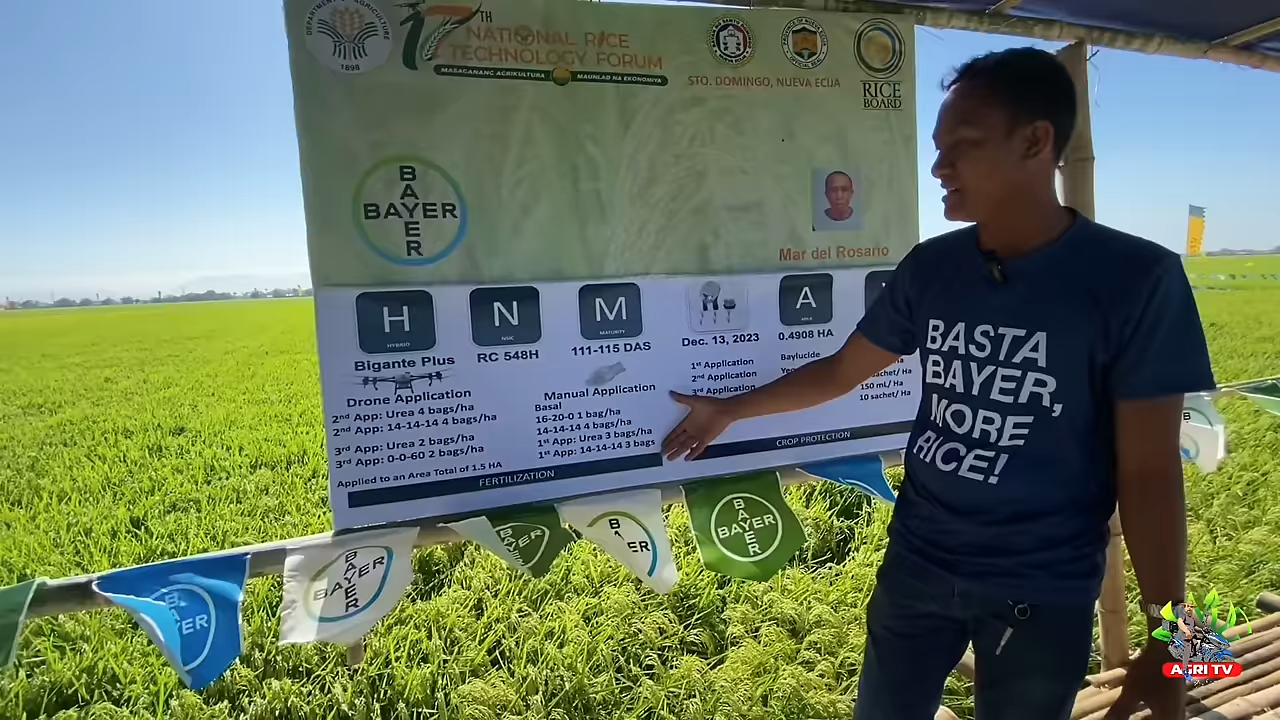 DEPARTMENT OF AGRICULTURE
1898
17TH
NATIONAL RICE
TECHNOLOGY FORUM
MASAGANANG AGRIKULTURA MAUNLAD NA EKONOMIYA
STO. DOMINGO, NUEVA ECIJA
RICE
BOARD
BAYER
BAYER
Mar del Rosario
H
HYBRID
Bigante Plus
N
NSIC
RC 548H
M
MATURITY
111-115 DAS
Dec. 13, 2023
A
AREA
0.4908 HA
Drone Application
2nd App: Urea 4 bags/ha
2nd App: 14-14-14 4 bags/ha
3rd App: Urea 2 bags/ha
3rd App: 0-0-60 2 bags/ha
Applied to an Area Total of 1.5 HA
Manual Application
Basal
16-20-0 1 bag/ha
14-14-14 4 bags/ha
1st App: Urea 3 bags/ha
1st App: 14-14-14 3 bags
FERTILIZATION
1st Application
2nd Application
3rd Application
Baylucide
sachet/ Ha
150 mL/ Ha
10 sachet/ Ha
CROP PROTECTION
BASTA
BAYER,
MORE
RICE!
BAYER
BAYER
BAYER
BAYER
BAYER
BAYER
AGRI TV